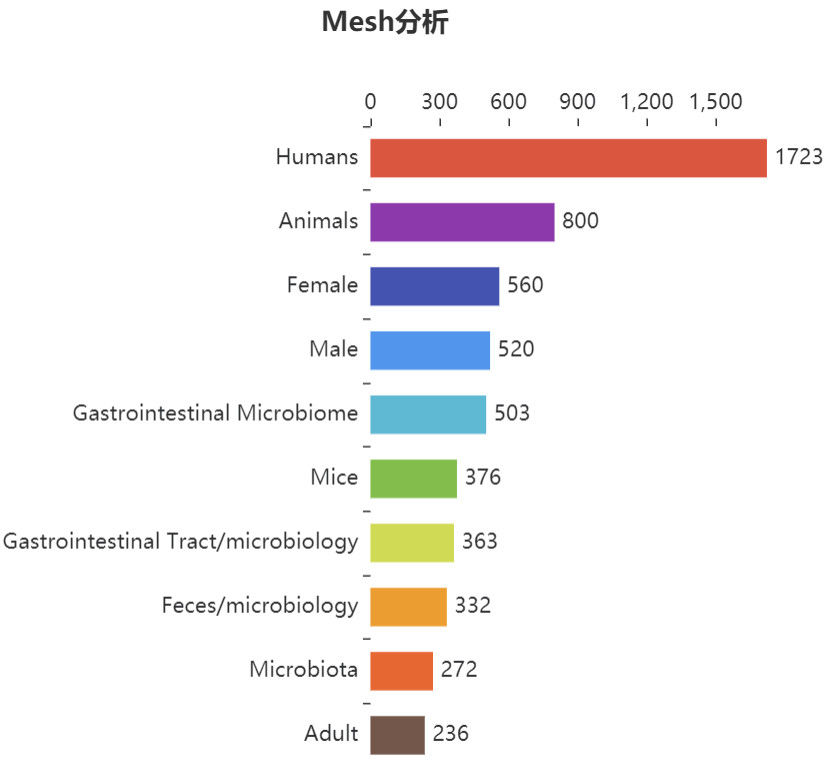 Mesh分析
0 300 600 900 1,200 1,500
Humans 1723
Animals 800
Female 560
Male 520
Gastrointestinal Microbiome 503
Mice 376
Gastrointestinal Tract/microbiology 363
Feces/microbiology 332
Microbiota 272
Adult 236